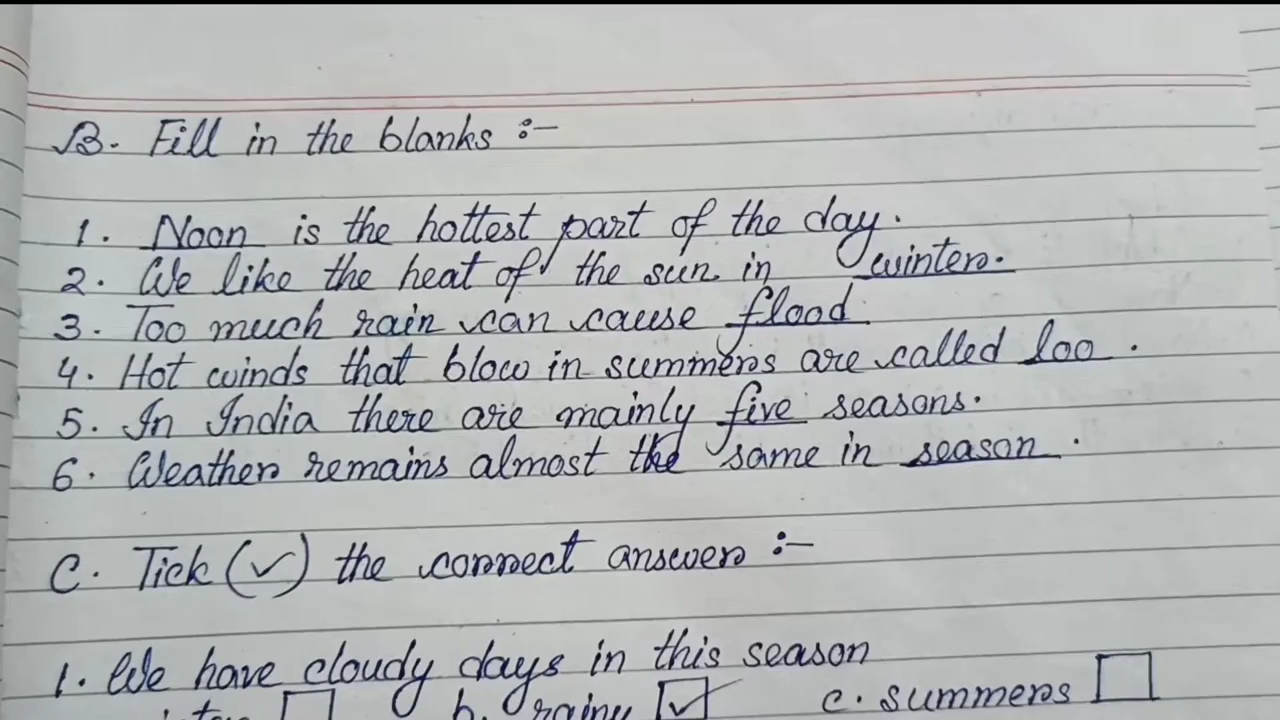 B. Fill in the blanks :-
1. Noon is the hottest part of the day.
2. We like the heat of the sun in winter.
3. Too much rain can cause flood.
4. Hot winds that blow in summers are called loo.
5. In India there are mainly five seasons.
6. Weather remains almost the same in season.
C. Tick (✓) the correct answer :-
1. We have cloudy days in this season
b. rainy ✓ c. summers